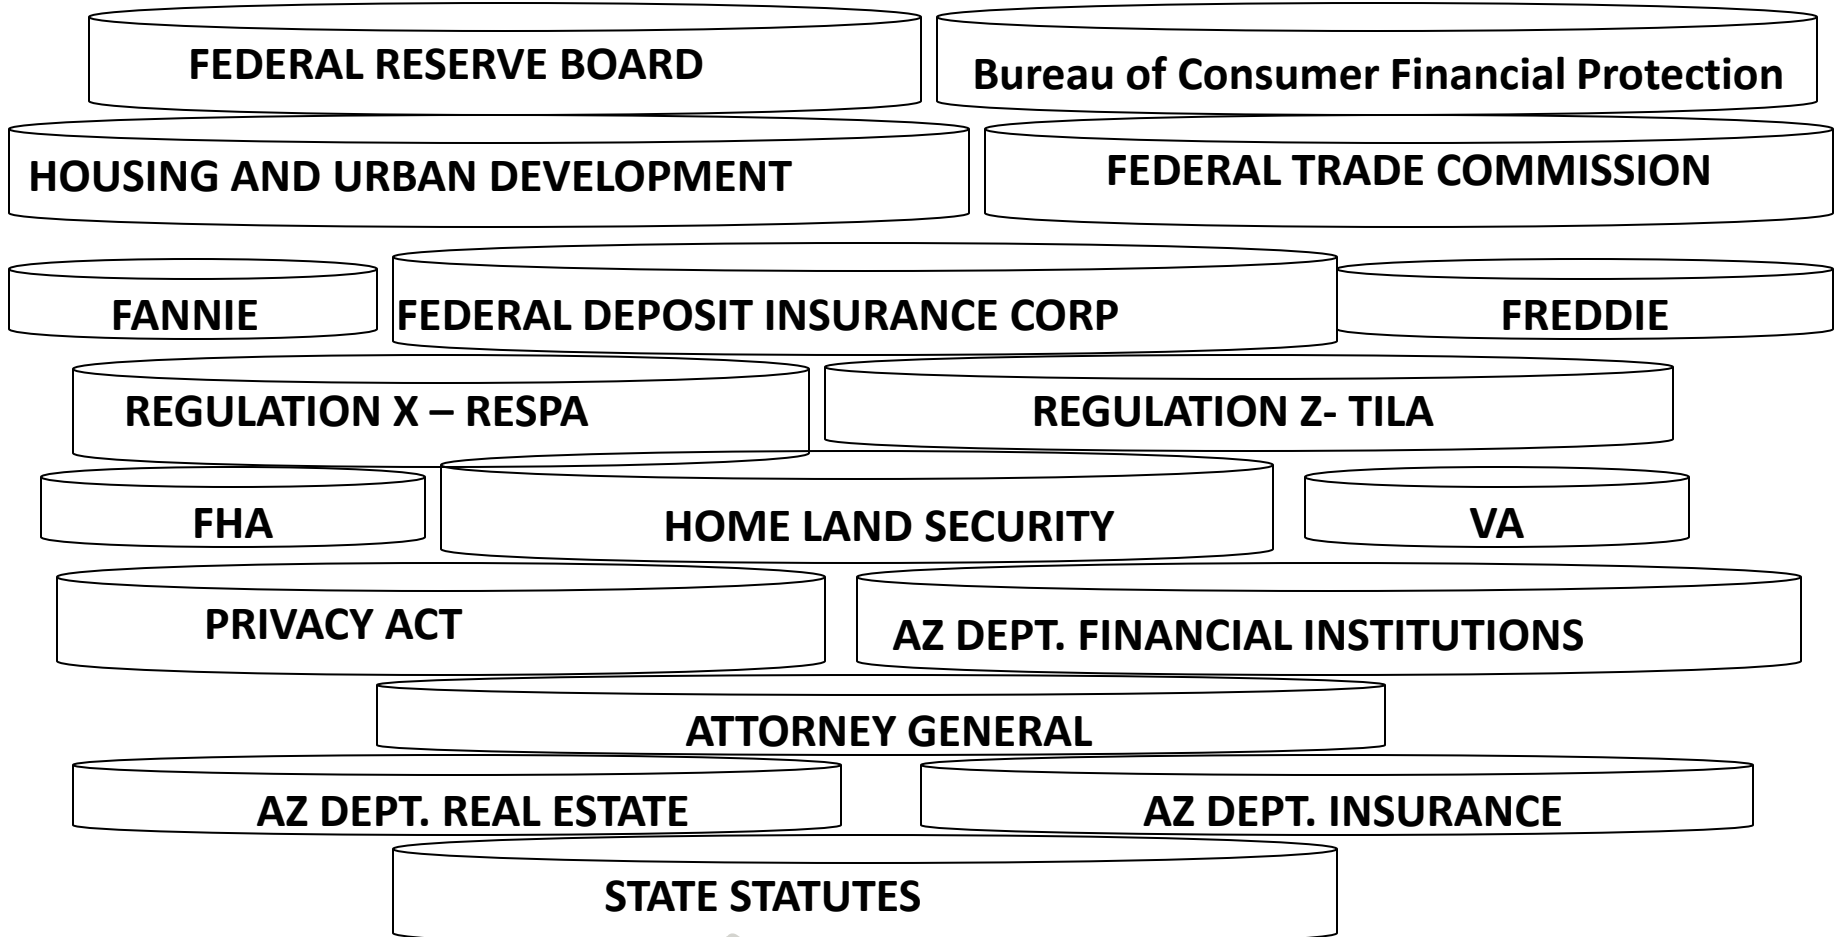 FEDERAL RESERVE BOARD
Bureau of Consumer Financial Protection
HOUSING AND URBAN DEVELOPMENT
FEDERAL TRADE COMMISSION
FANNIE
FEDERAL DEPOSIT INSURANCE CORP
FREDDIE
REGULATION X – RESPA
REGULATION Z- TILA
FHA
HOME LAND SECURITY
VA
PRIVACY ACT
AZ DEPT. FINANCIAL INSTITUTIONS
ATTORNEY GENERAL
AZ DEPT. REAL ESTATE
AZ DEPT. INSURANCE
STATE STATUTES